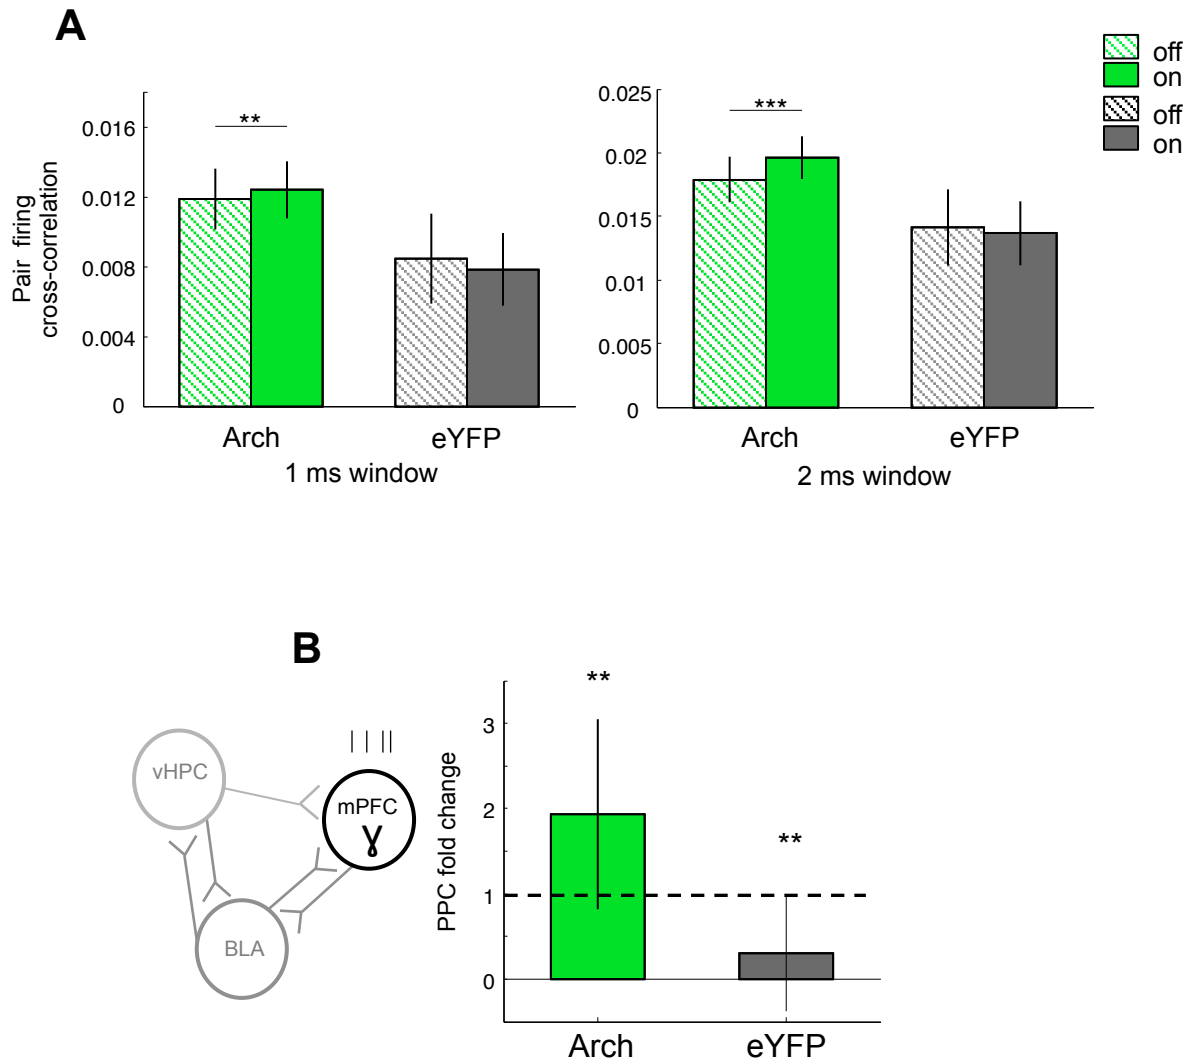 A
off
on
off
on
Pair firing
cross-correlation
0.016
0.012
0.008
0.004
0
**
Arch
eYFP
1 ms window
0.025
0.02
0.015
0.01
0.005
0
***
Arch
eYFP
2 ms window
B
vHPC
mPFC
γ
BLA
PPC fold change
3
2
1
0
**
**
Arch
eYFP